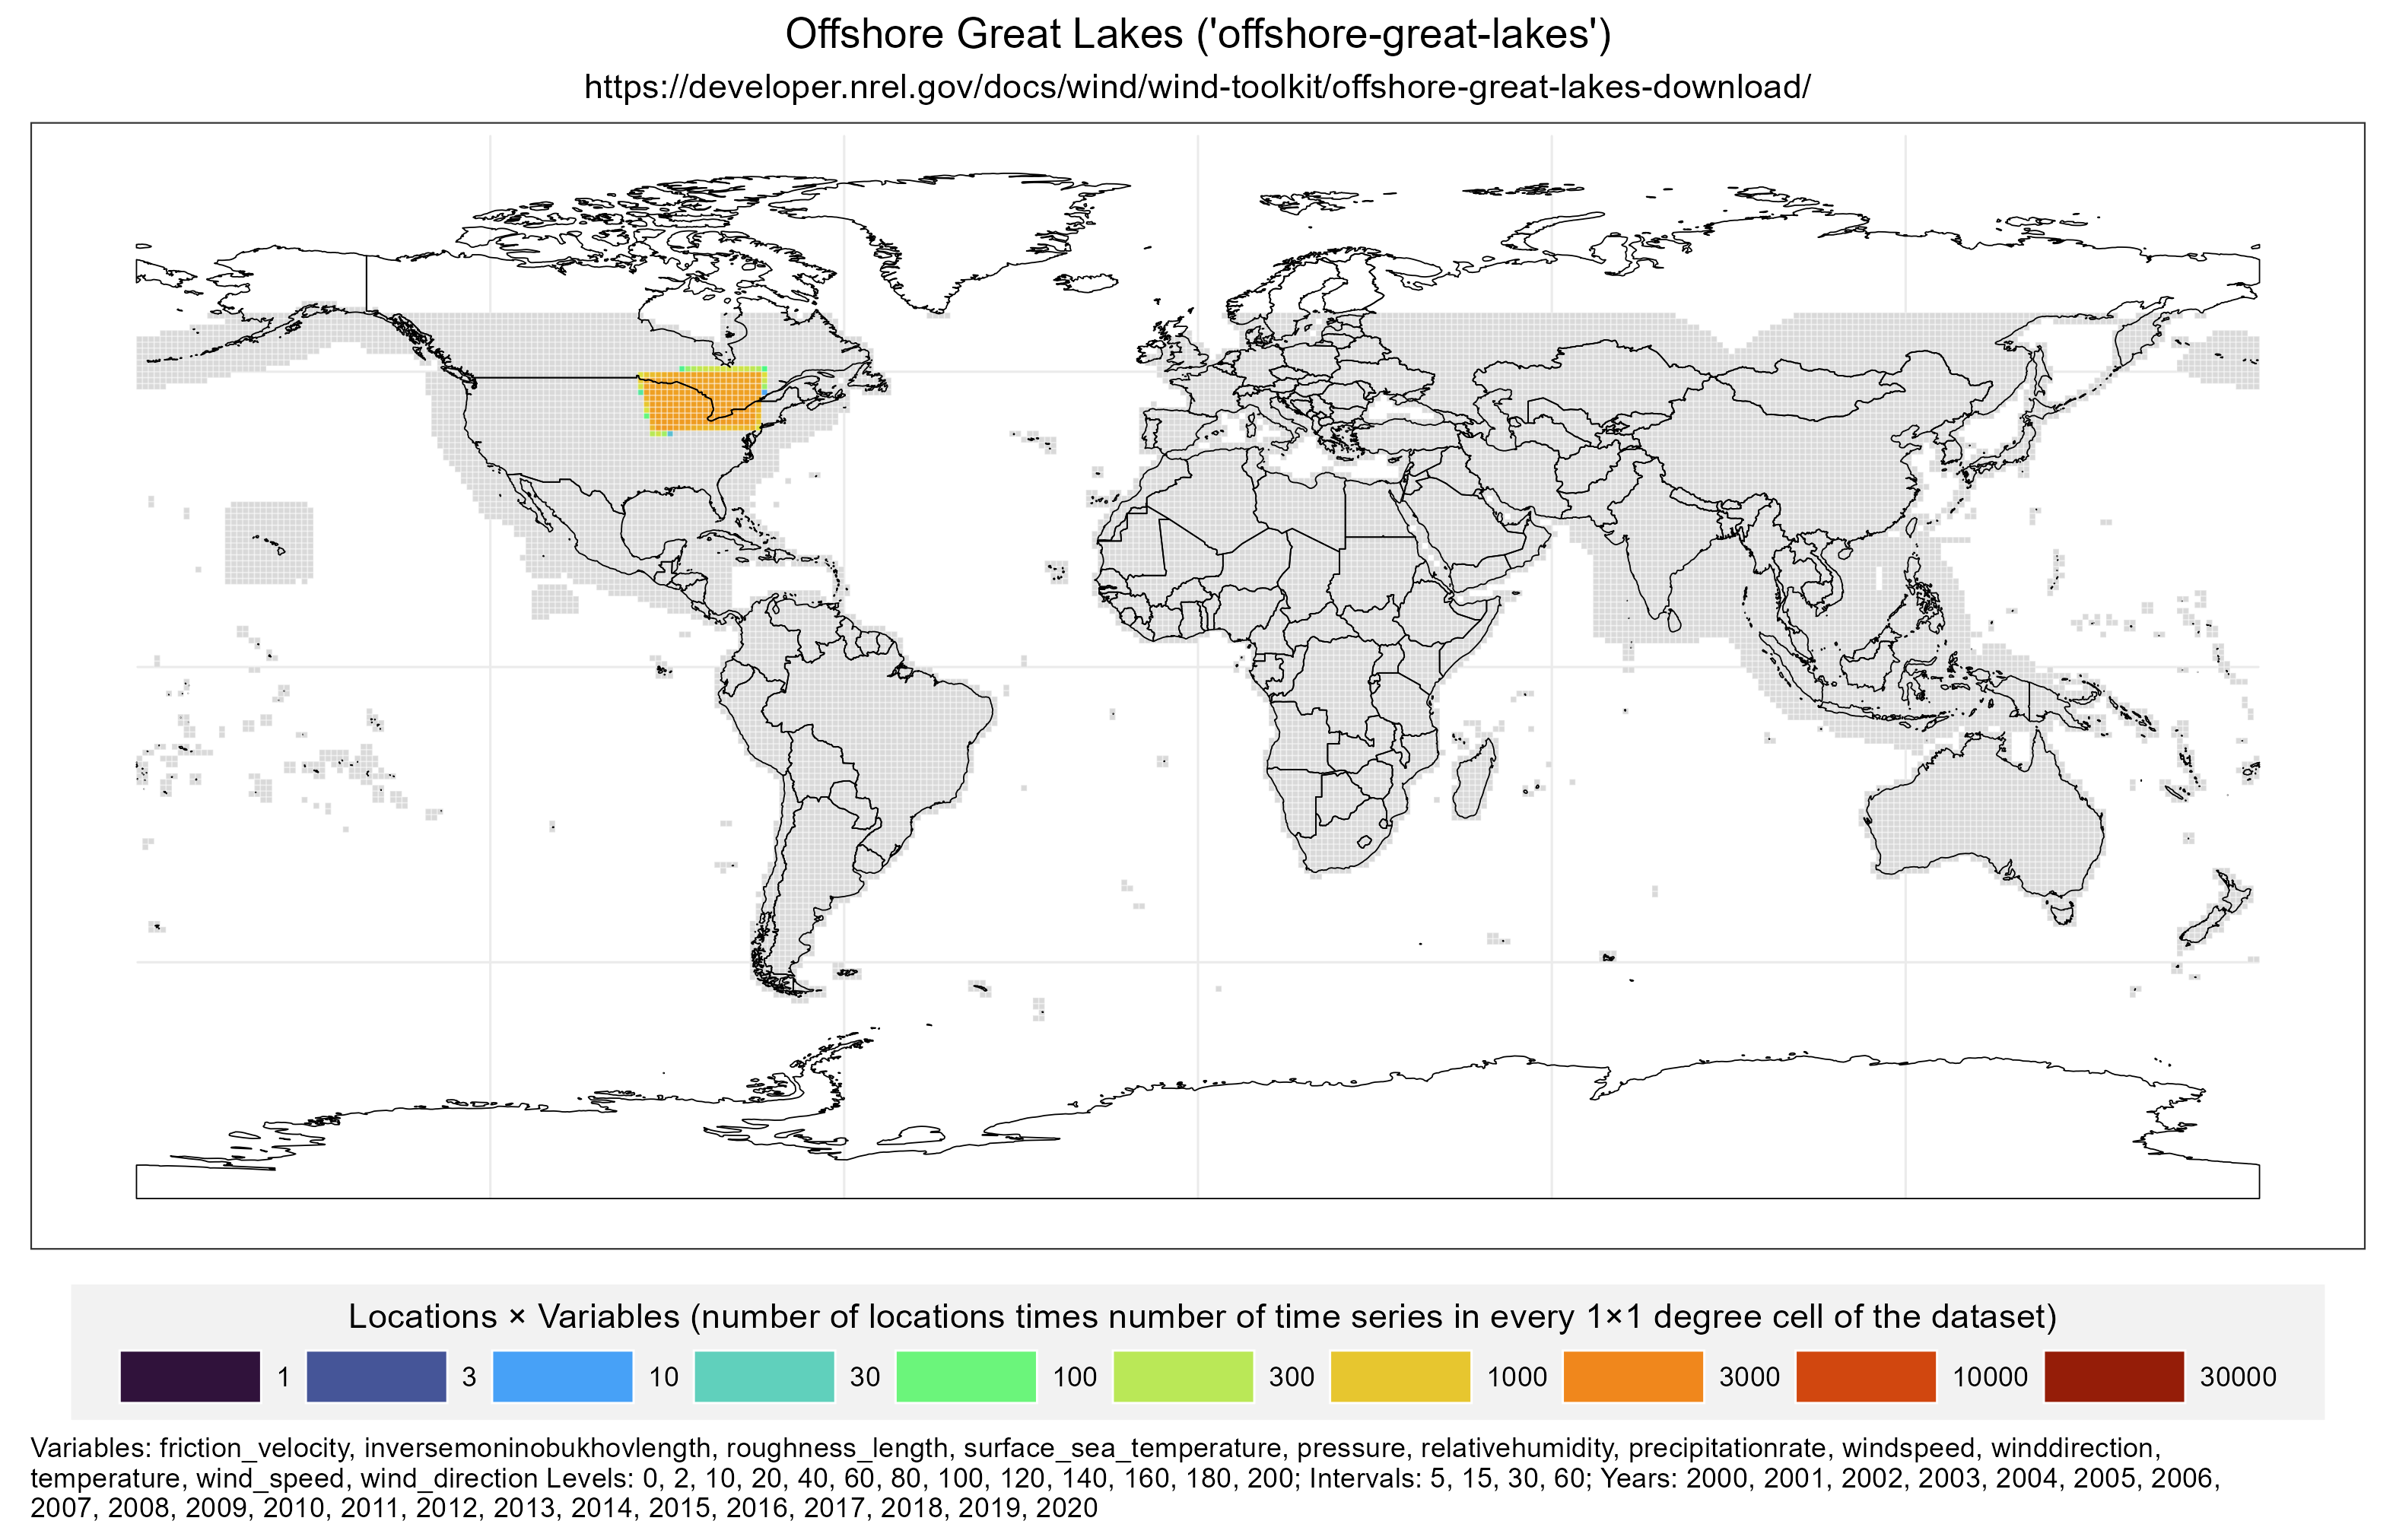 Offshore Great Lakes ('offshore-great-lakes')
https://developer.nrel.gov/docs/wind/wind-toolkit/offshore-great-lakes-download/
Locations × Variables (number of locations times number of time series in every 1×1 degree cell of the dataset)
1 3 10 30 100 300 1000 3000 10000 30000
Variables: friction_velocity, inversemoninobukhovlength, roughness_length, surface_sea_temperature, pressure, relativehumidity, precipitationrate, windspeed, winddirection,
temperature, wind_speed, wind_direction Levels: 0, 2, 10, 20, 40, 60, 80, 100, 120, 140, 160, 180, 200; Intervals: 5, 15, 30, 60; Years: 2000, 2001, 2002, 2003, 2004, 2005, 2006,
2007, 2008, 2009, 2010, 2011, 2012, 2013, 2014, 2015, 2016, 2017, 2018, 2019, 2020